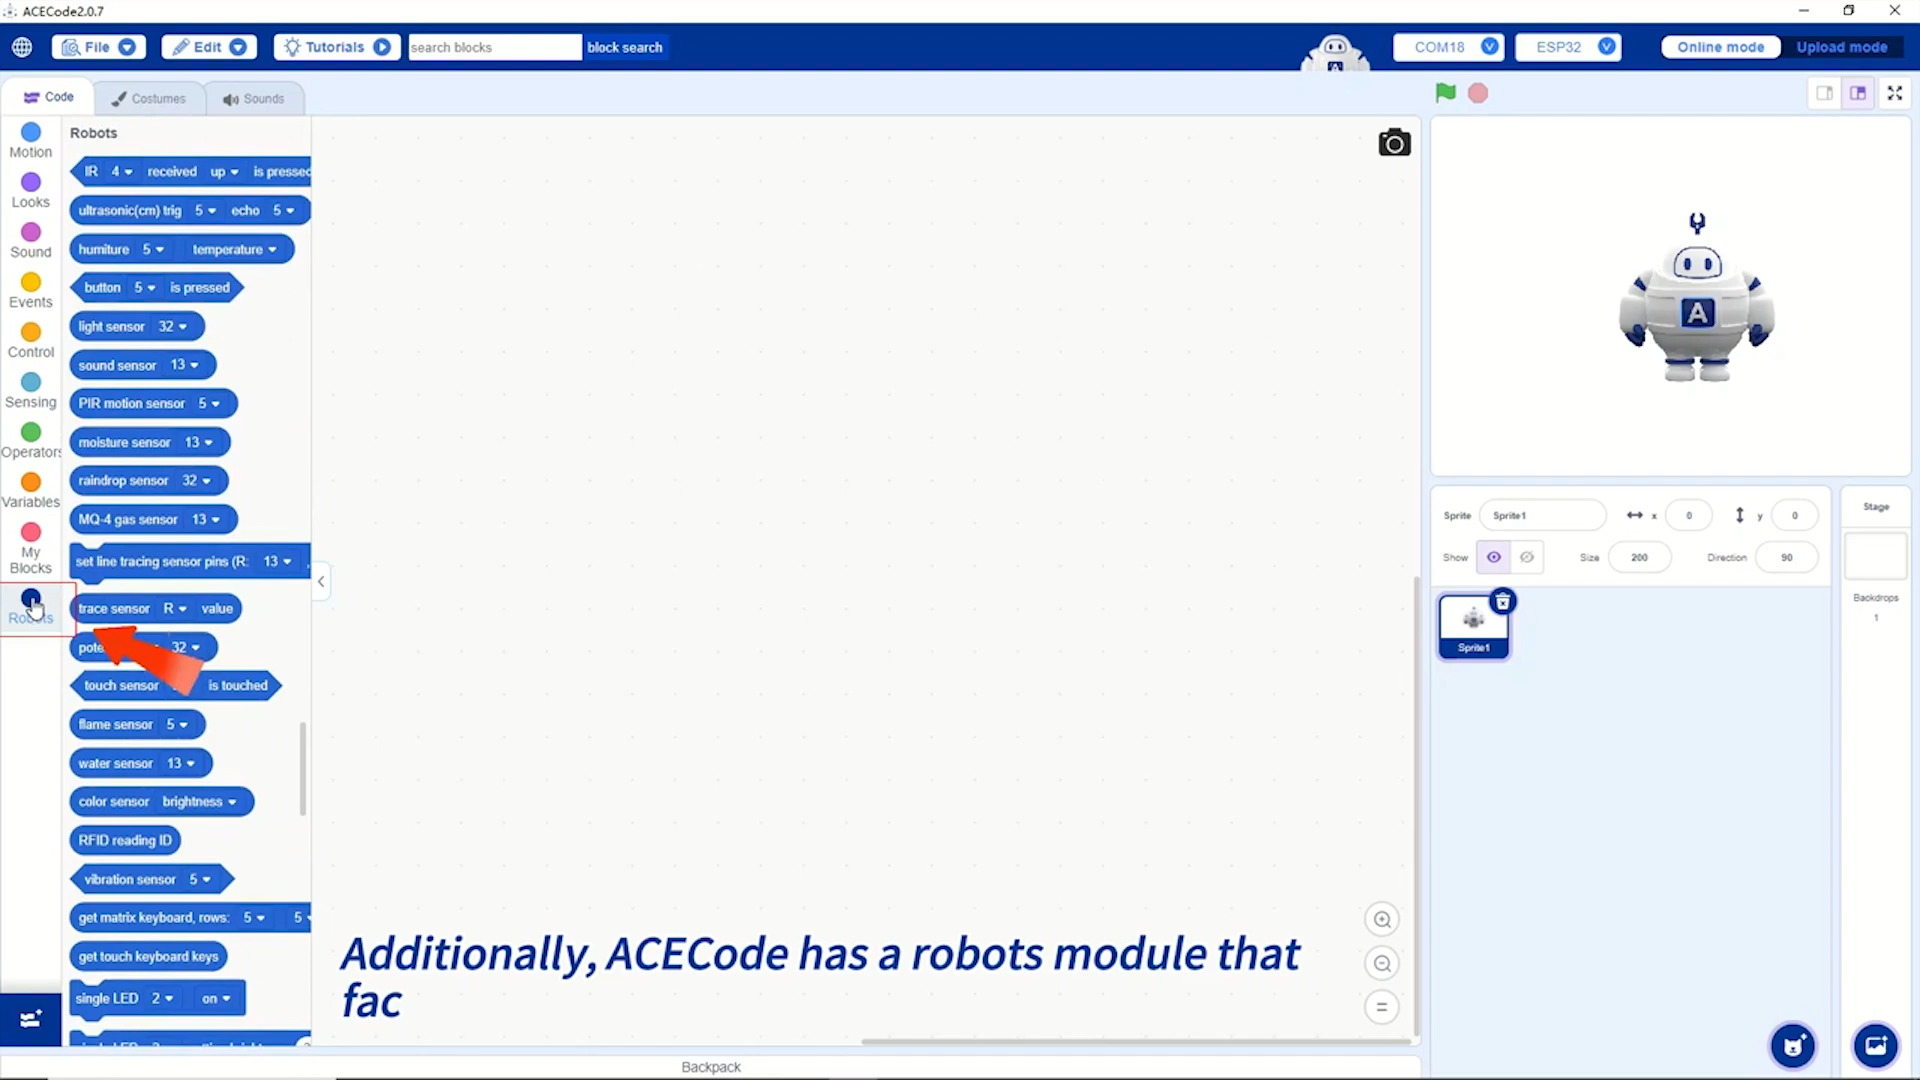 ACECode2.0.7
File
Edit
Tutorials
search blocks
block search
COM18
ESP32
Online mode
Upload mode
Code
Costumes
Sounds
Motion
Looks
Sound
Events
Control
Sensing
Operators
Variables
My
Blocks
Robots
Robots
IR 4 received up is pressed
ultrasonic(cm) trig 5 echo 5
humiture 5 temperature
button 5 is pressed
light sensor 32
sound sensor 13
PIR motion sensor 5
moisture sensor 13
raindrop sensor 32
MQ-4 gas sensor 13
set line tracing sensor pins (R: 13
trace sensor R value
32
touch sensor is touched
flame sensor 5
water sensor 13
color sensor brightness
RFID reading ID
vibration sensor 5
get matrix keyboard, rows: 5 5
get touch keyboard keys
single LED 2 on
A
A
Sprite Sprite1 x 0 y 0
Show Size 200 Direction 90
Sprite1
Stage
Backdrops
1
Additionally, ACECode has a robots module that
fac
Backpack